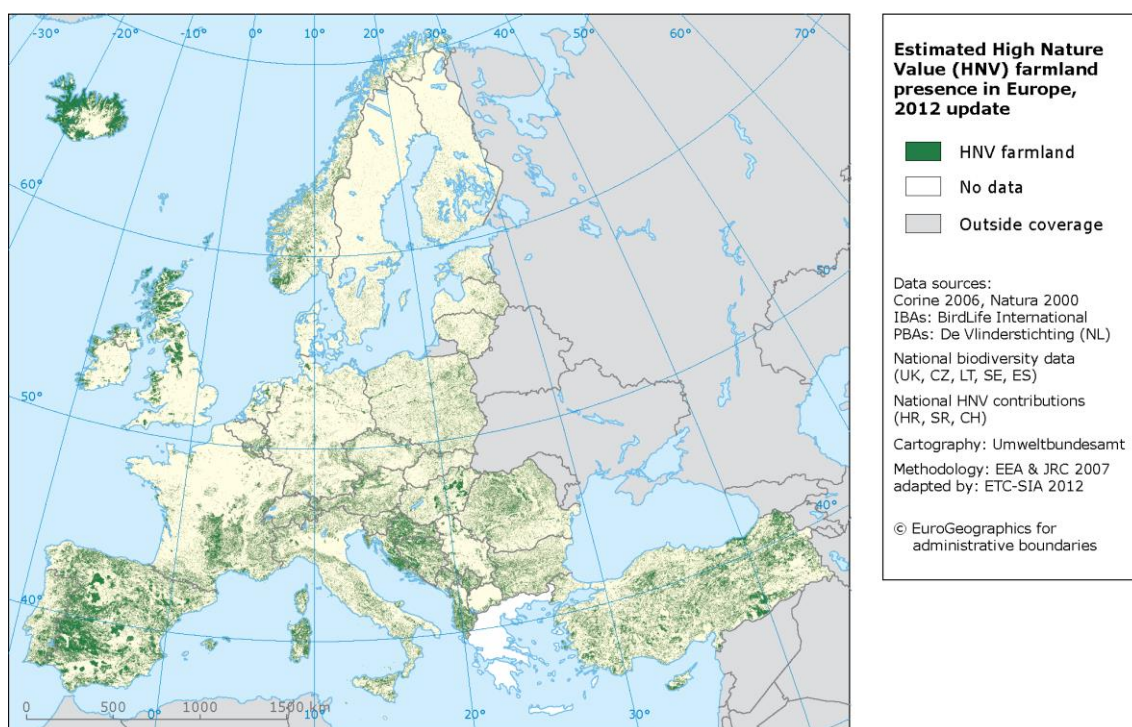 -30°
-20°
-10°
0°
10°
20°
30°
40°
50°
60°
70°
60°
50°
50°
40°
40°
0
500
1000
1500 km
0°
10°
20°
30°
Estimated High Nature
Value (HNV) farmland
presence in Europe,
2012 update
HNV farmland
No data
Outside coverage
Data sources:
Corine 2006, Natura 2000
IBAs: BirdLife International
PBAs: De Vlinderstichting (NL)
National biodiversity data
(UK, CZ, LT, SE, ES)
National HNV contributions
(HR, SR, CH)
Cartography: Umweltbundesamt
Methodology: EEA & JRC 2007
adapted by: ETC-SIA 2012
© EuroGeographics for
administrative boundaries